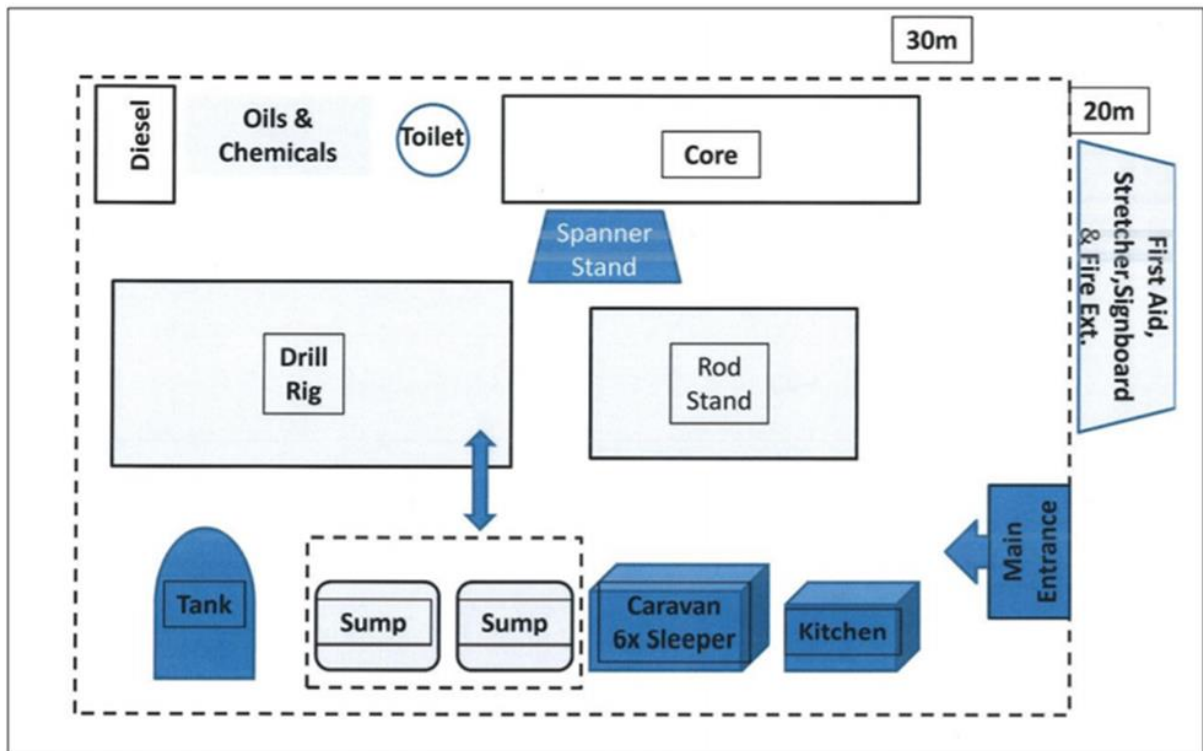 30m
20m
Diesel
Oils &
Chemicals
Toilet
Core
First Aid,
Stretcher,Signboard
& Fire Ext.
Spanner
Stand
Drill
Rig
Rod
Stand
Main
Entrance
Tank
Sump
Sump
Caravan
6x Sleeper
Kitchen